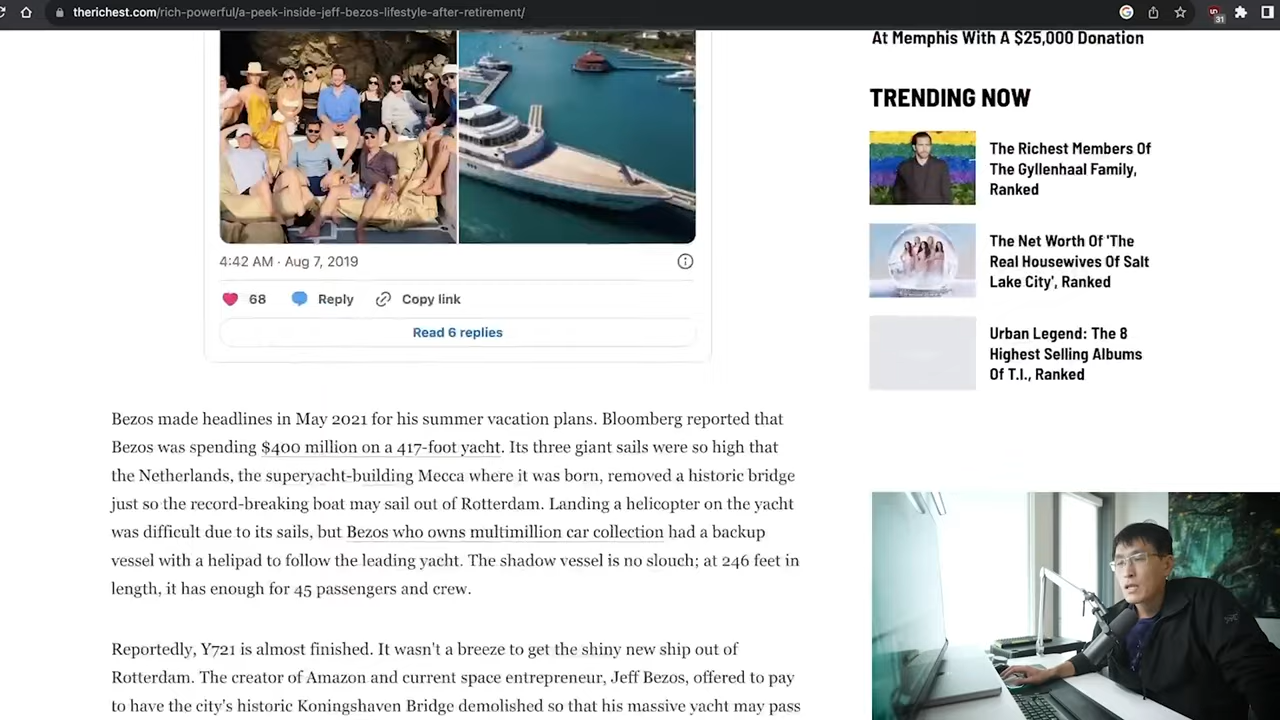 therichest.com/rich-powerful/a-peek-inside-jeff-bezos-lifestyle-after-retirement/
31
At Memphis With A $25,000 Donation
TRENDING NOW
The Richest Members Of
The Gyllenhaal Family,
Ranked
The Net Worth Of 'The
Real Housewives Of Salt
Lake City', Ranked
Urban Legend: The 8
Highest Selling Albums
Of T.I., Ranked
4:42 AM · Aug 7, 2019
68 Reply Copy link
Read 6 replies
Bezos made headlines in May 2021 for his summer vacation plans. Bloomberg reported that
Bezos was spending $400 million on a 417-foot yacht. Its three giant sails were so high that
the Netherlands, the superyacht-building Mecca where it was born, removed a historic bridge
just so the record-breaking boat may sail out of Rotterdam. Landing a helicopter on the yacht
was difficult due to its sails, but Bezos who owns multimillion car collection had a backup
vessel with a helipad to follow the leading yacht. The shadow vessel is no slouch; at 246 feet in
length, it has enough for 45 passengers and crew.
Reportedly, Y721 is almost finished. It wasn't a breeze to get the shiny new ship out of
Rotterdam. The creator of Amazon and current space entrepreneur, Jeff Bezos, offered to pay
to have the city's historic Koningshaven Bridge demolished so that his massive yacht may pass